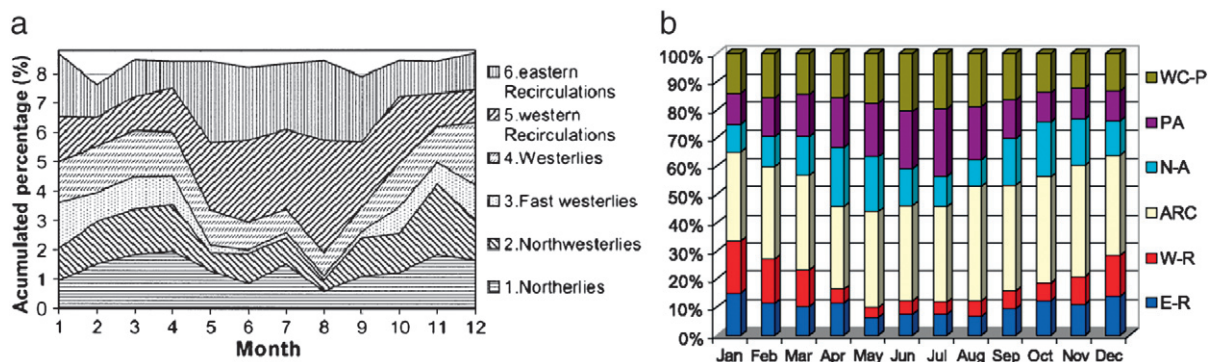 a
Acumulated percentage (%)
8
7
6
5
4
3
2
1
0
1 2 3 4 5 6 7 8 9 10 11 12
Month
6.eastern
Recirculations
5.western
Recirculations
4.Westerlies
3.Fast westerlies
2.Northwesterlies
1.Northerlies
b
100%
90%
80%
70%
60%
50%
40%
30%
20%
10%
0%
Jan Feb Mar Apr May Jun Jul Aug Sep Oct Nov Dec
WC-P
PA
N-A
ARC
W-R
E-R